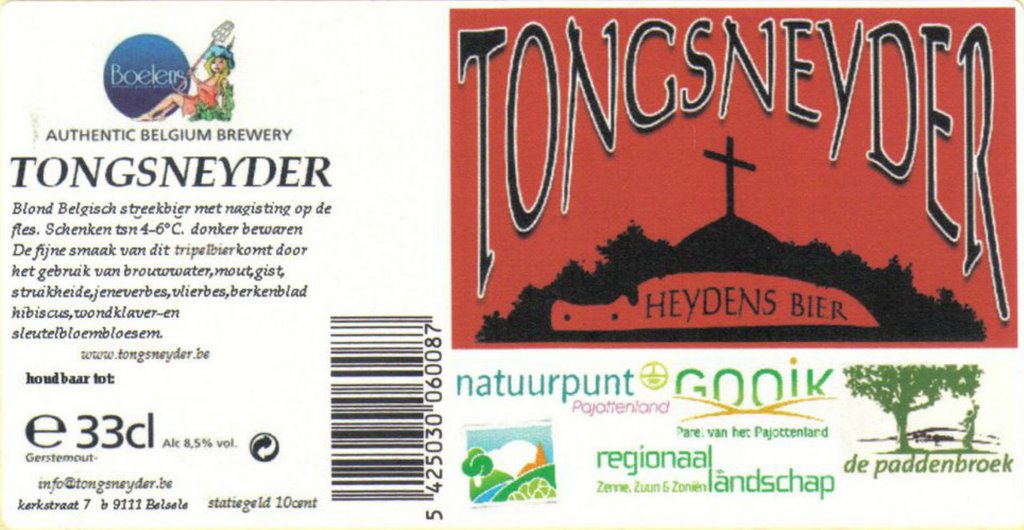 Boelens
AUTHENTIC BELGIUM BREWERY
TONGSNEYDER
Blond Belgisch streekbier met nagisting op de
fles. Schenken tsn 4-6°C. donker bewaren
De fijne smaak van dit tripelbier komt door
het gebruik van brouwwater,mout,gist,
struikheide,jeneverbes,vlierbes,berkenblad
hibiscus,wondklaver-en
sleutelbloembloesem.
www.tongsneyder.be
houdbaar tot:
e 33cl Alc 8,5% vol.
Gerstemout-
info@tongsneyder.be
kerkstraat 7 b 9111 Belsele statiegeld 10cent
5 425030 060087
TONGSNEYDER
HEYDENS BIER
natuurpunt
Pajottenland
GOOIK
Parel van het Pajottenland
regionaal
Zenne, Zuun & Zoniën landschap
de paddenbroek